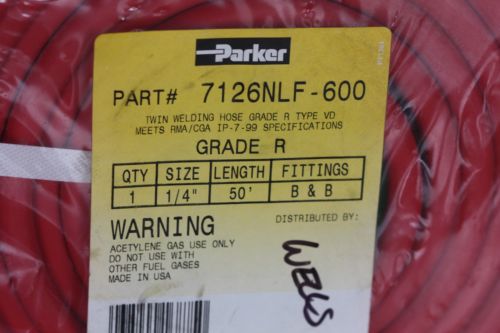 Parker
PART# 7126NLF-600
TWIN WELDING HOSE GRADE R TYPE VD
MEETS RMA/CGA IP-7-99 SPECIFICATIONS
GRADE R
QTY SIZE LENGTH FITTINGS
1 1/4" 50' B & B
WARNING
DISTRIBUTED BY:
ACETYLENE GAS USE ONLY
DO NOT USE WITH
OTHER FUEL GASES
MADE IN USA